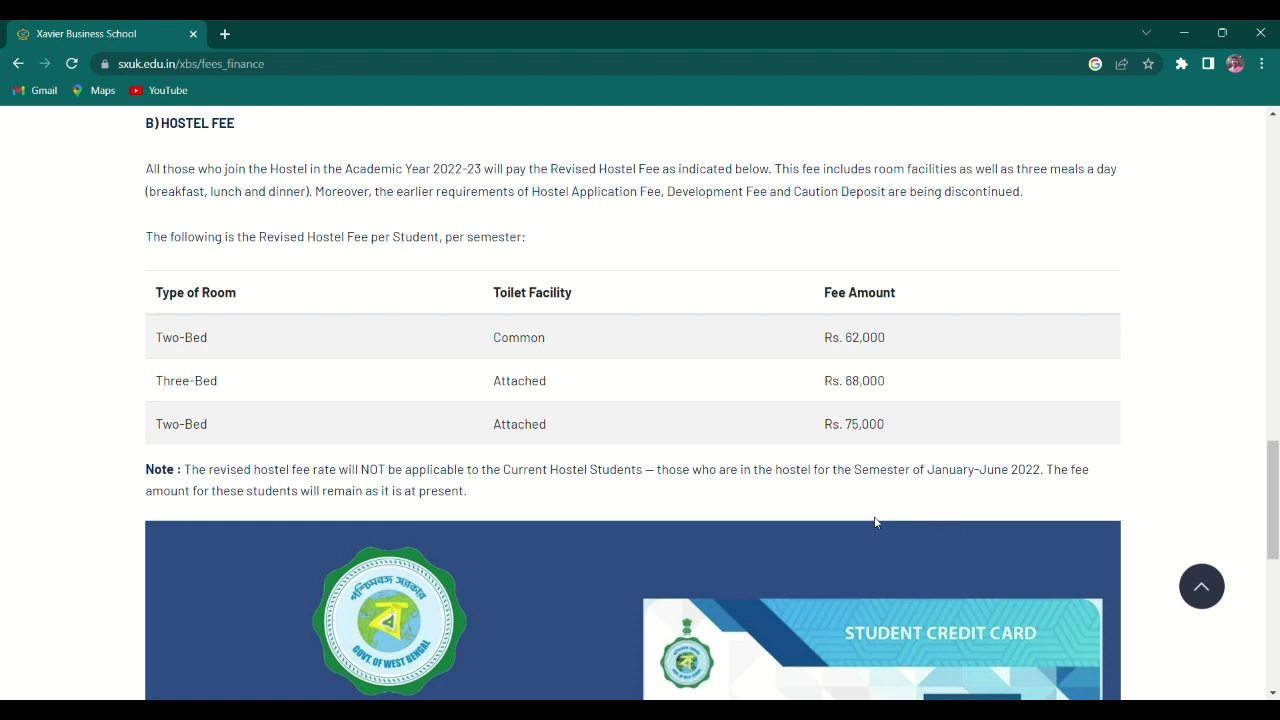 Xavier Business School
sxuk.edu.in/xbs/fees_finance
Gmail Maps YouTube
B) HOSTEL FEE
All those who join the Hostel in the Academic Year 2022-23 will pay the Revised Hostel Fee as indicated below. This fee includes room facilities as well as three meals a day
(breakfast, lunch and dinner). Moreover, the earlier requirements of Hostel Application Fee, Development Fee and Caution Deposit are being discontinued.
The following is the Revised Hostel Fee per Student, per semester:
Type of Room Toilet Facility Fee Amount
Two-Bed Common Rs. 62,000
Three-Bed Attached Rs. 68,000
Two-Bed Attached Rs. 75,000
Note : The revised hostel fee rate will NOT be applicable to the Current Hostel Students – those who are in the hostel for the Semester of January-June 2022. The fee
amount for these students will remain as it is at present.
পশ্চিমবঙ্গ সরকার
ব
GOVT. OF WEST BENGAL
STUDENT CREDIT CARD
ব